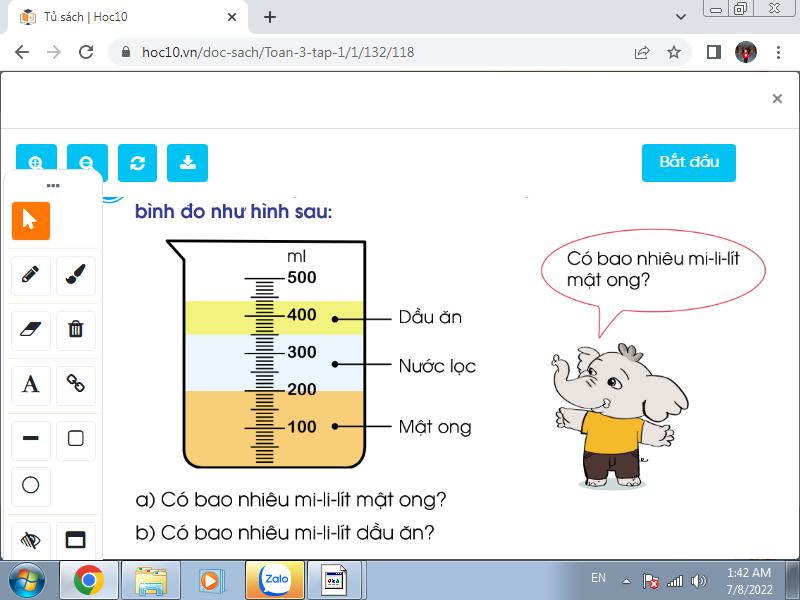 Tủ sách | Hoc10
hoc10.vn/doc-sach/Toan-3-tap-1/1/132/118
Bắt đầu
bình đo như hình sau:
ml
500
400
300
200
100
Dầu ăn
Nước lọc
Mật ong
Có bao nhiêu mi-li-lít
mật ong?
a) Có bao nhiêu mi-li-lít mật ong?
b) Có bao nhiêu mi-li-lít dầu ăn?
A
Zalo
EN
1:42 AM
7/8/2022